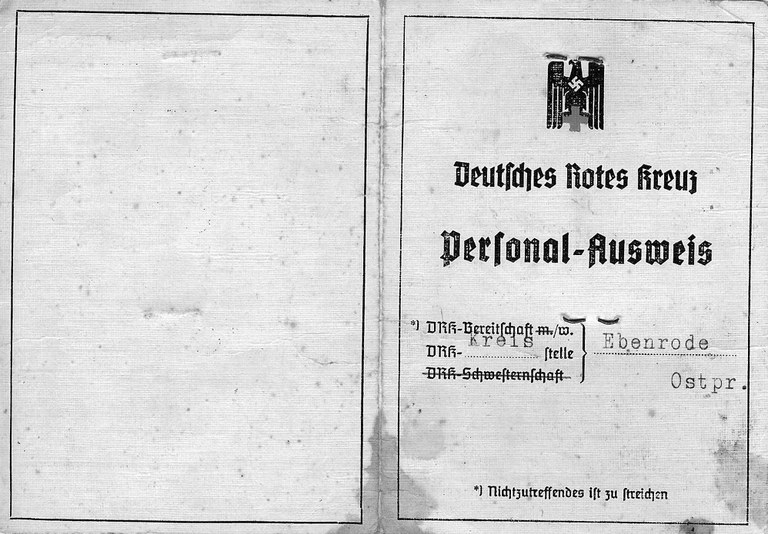 Deutsches Rotes Kreuz
Personal-Ausweis
*) DRK-Bereitschaft m./w.
DRK- Kreis stelle
DRK-Schwesternschaft
Ebenrode
Ostpr.
*) Nichtzutreffendes ist zu streichen